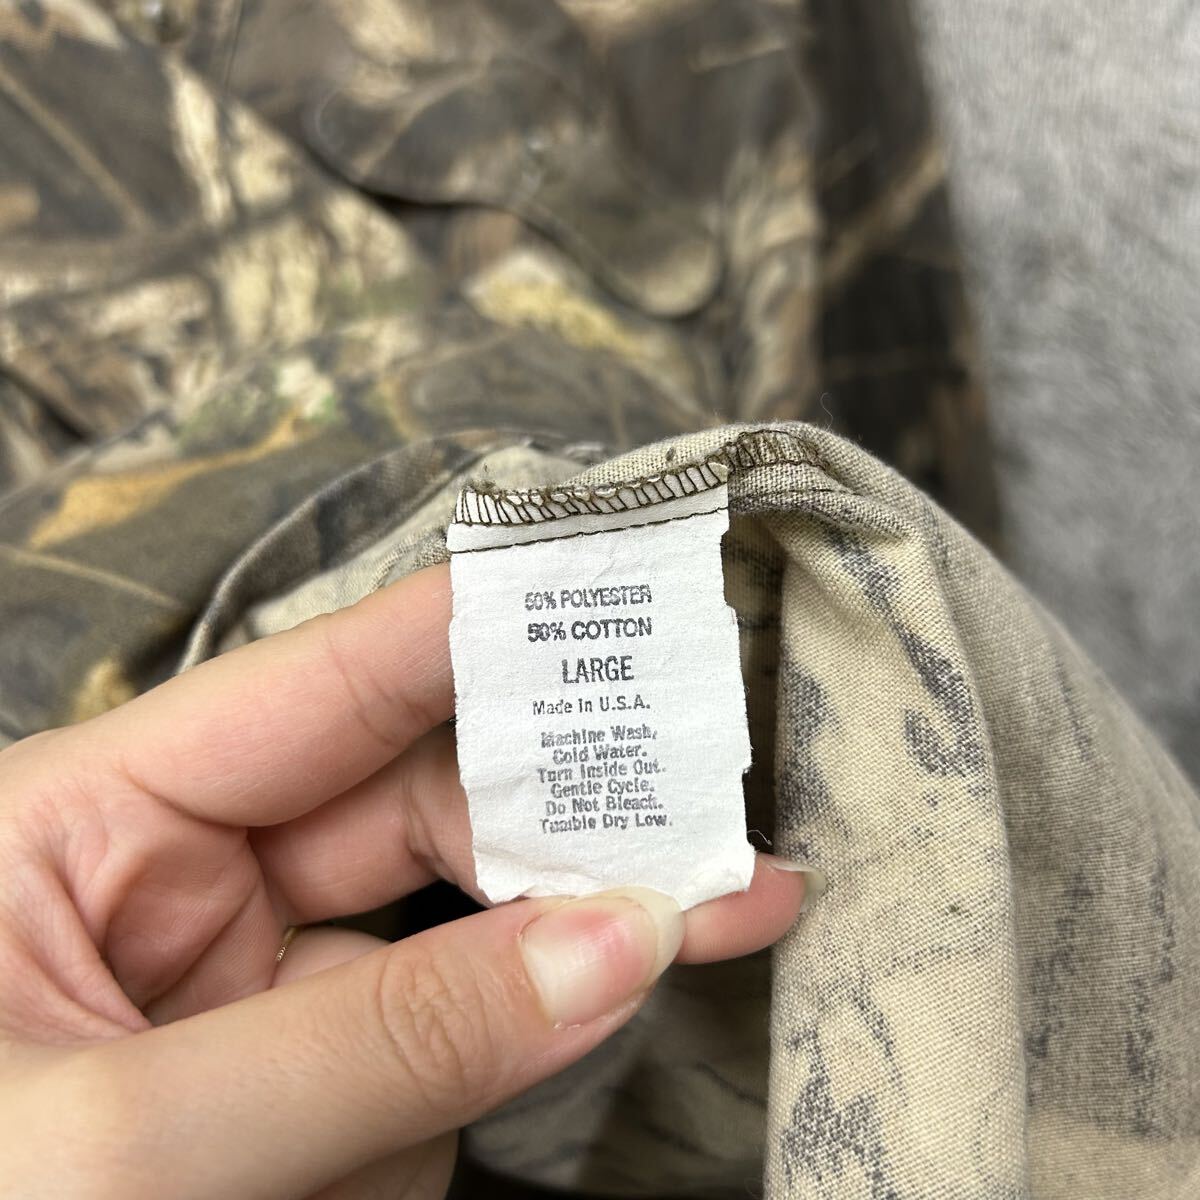 50% POLYESTER
50% COTTON
LARGE
Made in U.S.A.
Machine Wash,
Cold Water.
Turn Inside Out.
Gentle Cycle.
Do Not Bleach.
Tumble Dry Low.